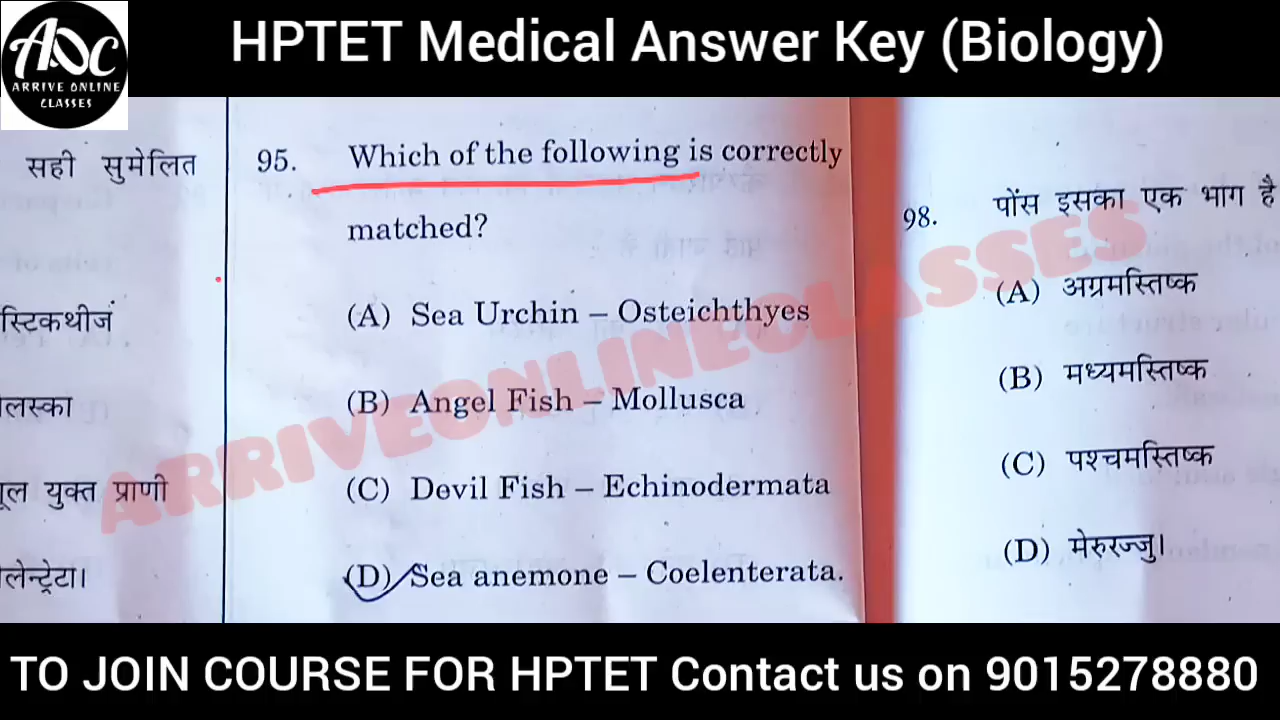 ARRIVE ONLINE
CLASSES
HPTET Medical Answer Key (Biology)
सही सुमेलित
स्टिकथीजं
लस्का
मूल युक्त प्राणी
लेन्ट्रेटा।
95. Which of the following is correctly
matched?
(A) Sea Urchin – Osteichthyes
(B) Angel Fish – Mollusca
(C) Devil Fish – Echinodermata
(D) Sea anemone – Coelenterata.
98. पोंस इसका एक भाग है
(A) अग्रमस्तिष्क
(B) मध्यमस्तिष्क
(C) पश्चमस्तिष्क
(D) मेरुरज्जु।
ARRIVEONLINECLASSES
TO JOIN COURSE FOR HPTET Contact us on 9015278880